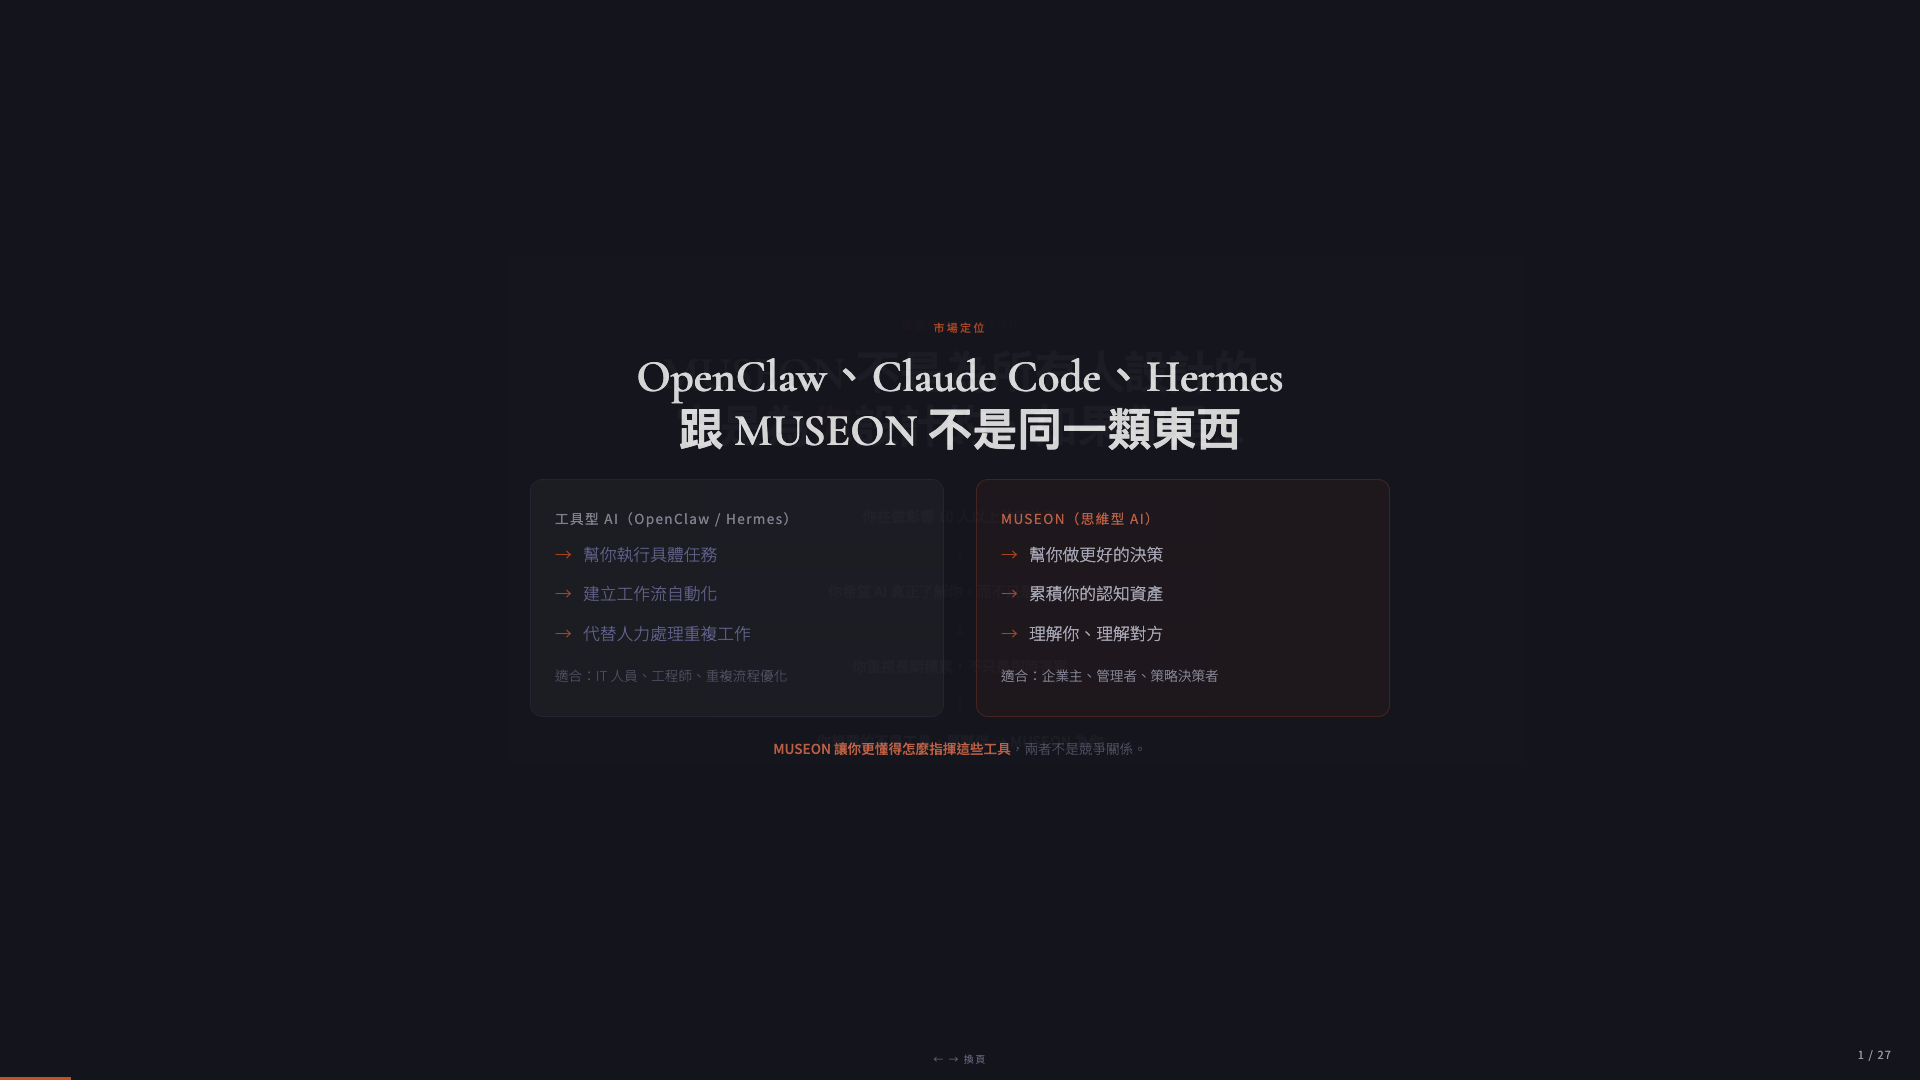 市場定位
OpenClaw、Claude Code、Hermes
跟 MUSEON 不是同一類東西
工具型 AI（OpenClaw / Hermes）
→ 幫你執行具體任務
→ 建立工作流自動化
→ 代替人力處理重複工作
適合：IT 人員、工程師、重複流程優化
MUSEON（思維型 AI）
→ 幫你做更好的決策
→ 累積你的認知資產
→ 理解你、理解對方
適合：企業主、管理者、策略決策者
MUSEON 讓你更懂得怎麼指揮這些工具，兩者不是競爭關係。
← → 換頁
1 / 27